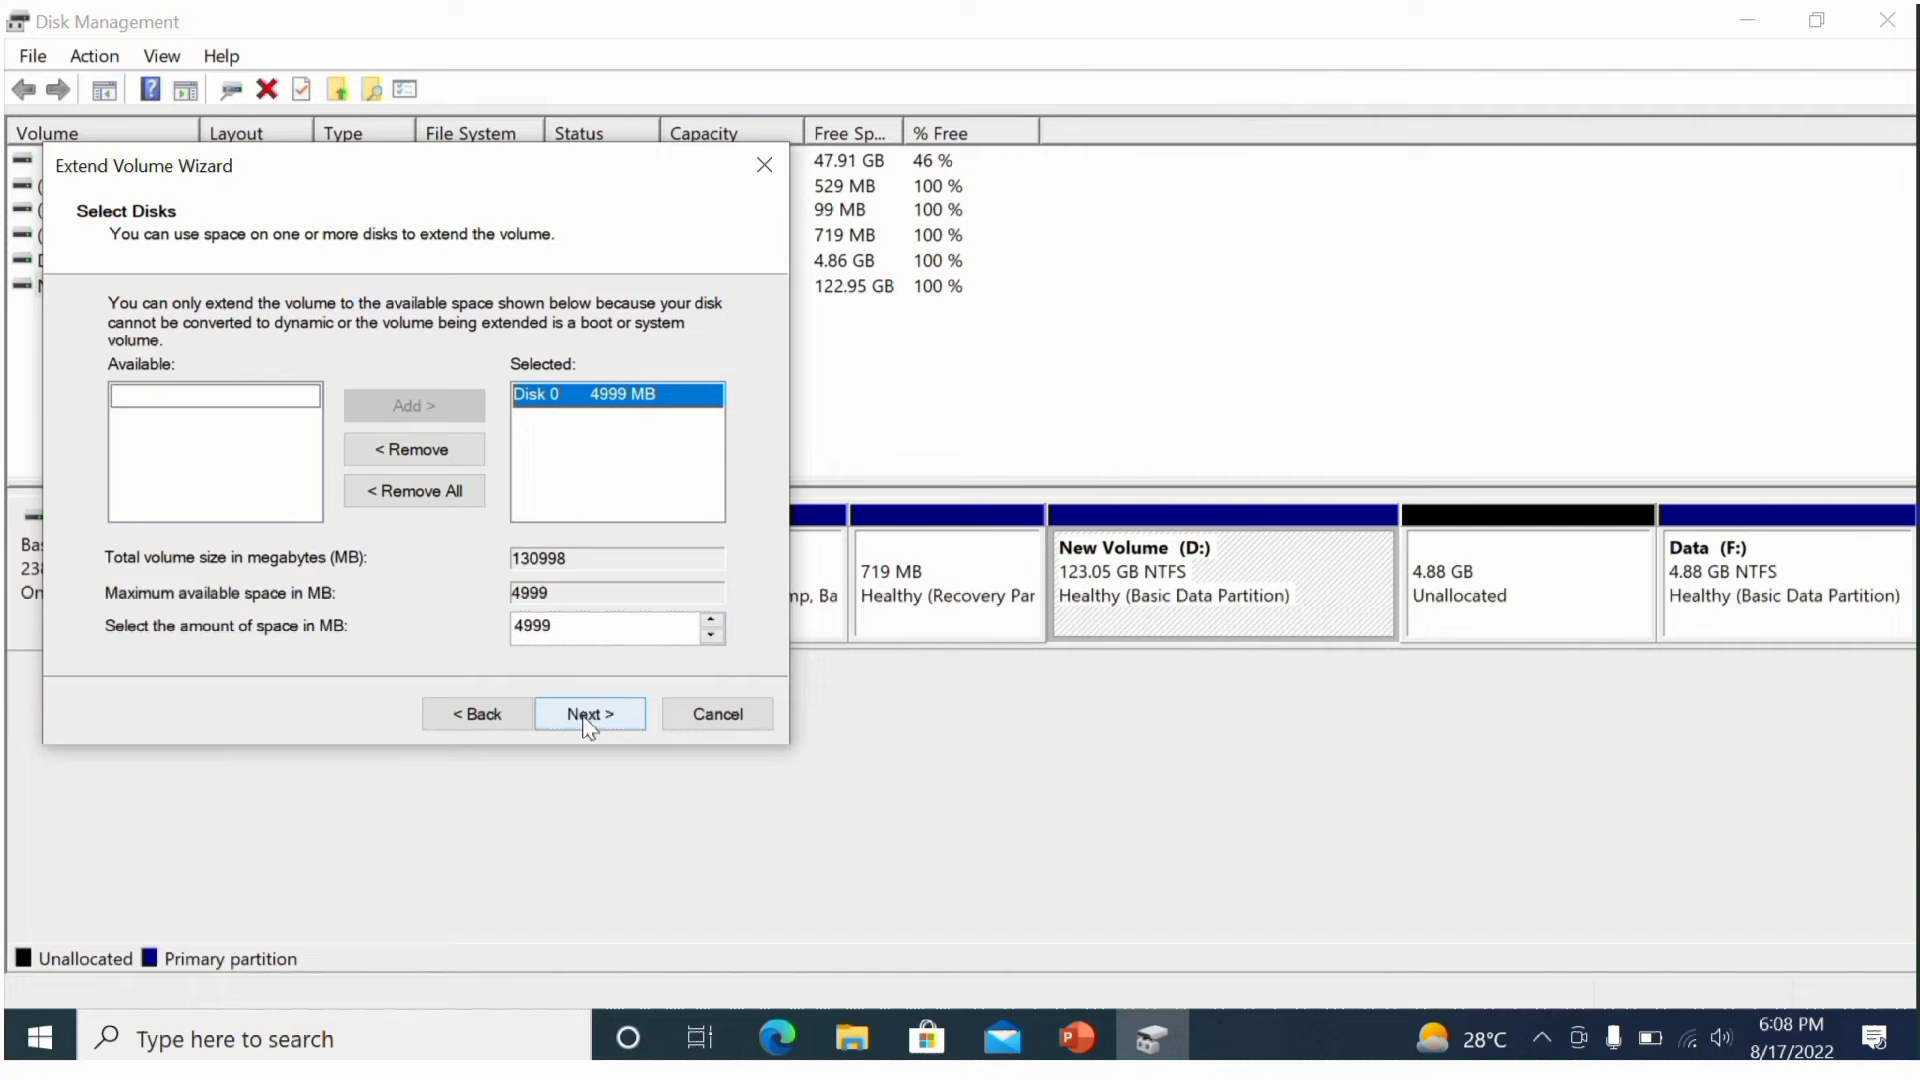 Disk Management
File Action View Help
Volume Layout Type File System Status Capacity Free Sp... % Free
47.91 GB 46 %
529 MB 100 %
99 MB 100 %
719 MB 100 %
4.86 GB 100 %
122.95 GB 100 %
Extend Volume Wizard
Select Disks
You can use space on one or more disks to extend the volume.
You can only extend the volume to the available space shown below because your disk
cannot be converted to dynamic or the volume being extended is a boot or system
volume.
Available: Selected:
Disk 0 4999 MB
Add >
< Remove
< Remove All
Total volume size in megabytes (MB): 130998
Maximum available space in MB: 4999
Select the amount of space in MB: 4999
< Back Next > Cancel
Bas
238
On
mp, Ba
719 MB
Healthy (Recovery Par
New Volume (D:)
123.05 GB NTFS
Healthy (Basic Data Partition)
4.88 GB
Unallocated
Data (F:)
4.88 GB NTFS
Healthy (Basic Data Partition)
Unallocated Primary partition
Type here to search
28°C
6:08 PM
8/17/2022